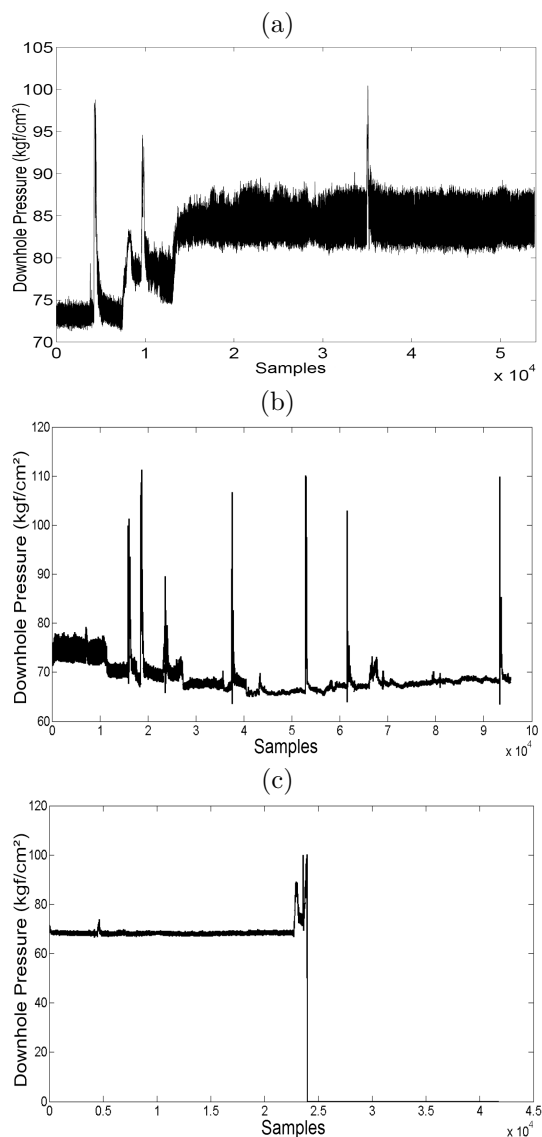 (a)
Downhole Pressure (kgf/cm²)
105
100
95
90
85
80
75
70
0 1 2 3 4 5
Samples
x 10⁴
(b)
Downhole Pressure (kgf/cm²)
120
110
100
90
80
70
60
0 1 2 3 4 5 6 7 8 9 10
Samples
x 10⁴
(c)
Downhole Pressure (kgf/cm²)
120
100
80
60
40
20
0
0 0.5 1 1.5 2 2.5 3 3.5 4 4.5
Samples
x 10⁴